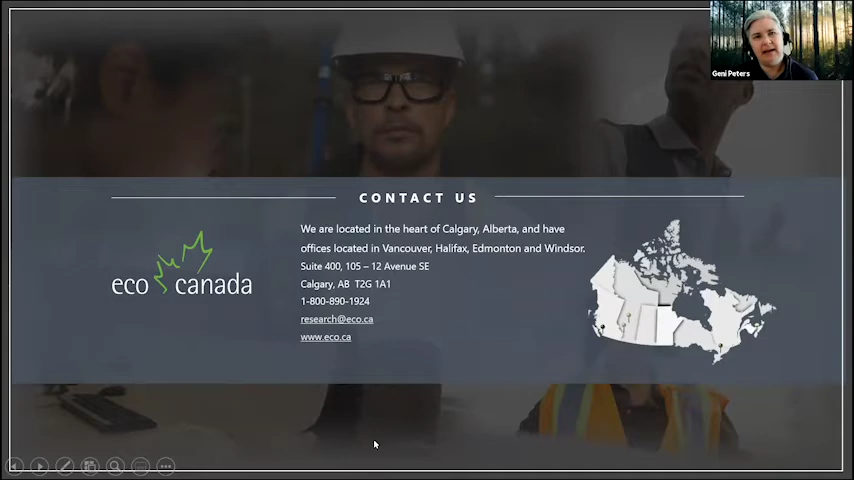 Geni Peters
CONTACT US
We are located in the heart of Calgary, Alberta, and have
offices located in Vancouver, Halifax, Edmonton and Windsor.
Suite 400, 105 – 12 Avenue SE
Calgary, AB T2G 1A1
1-800-890-1924
research@eco.ca
www.eco.ca
eco canada